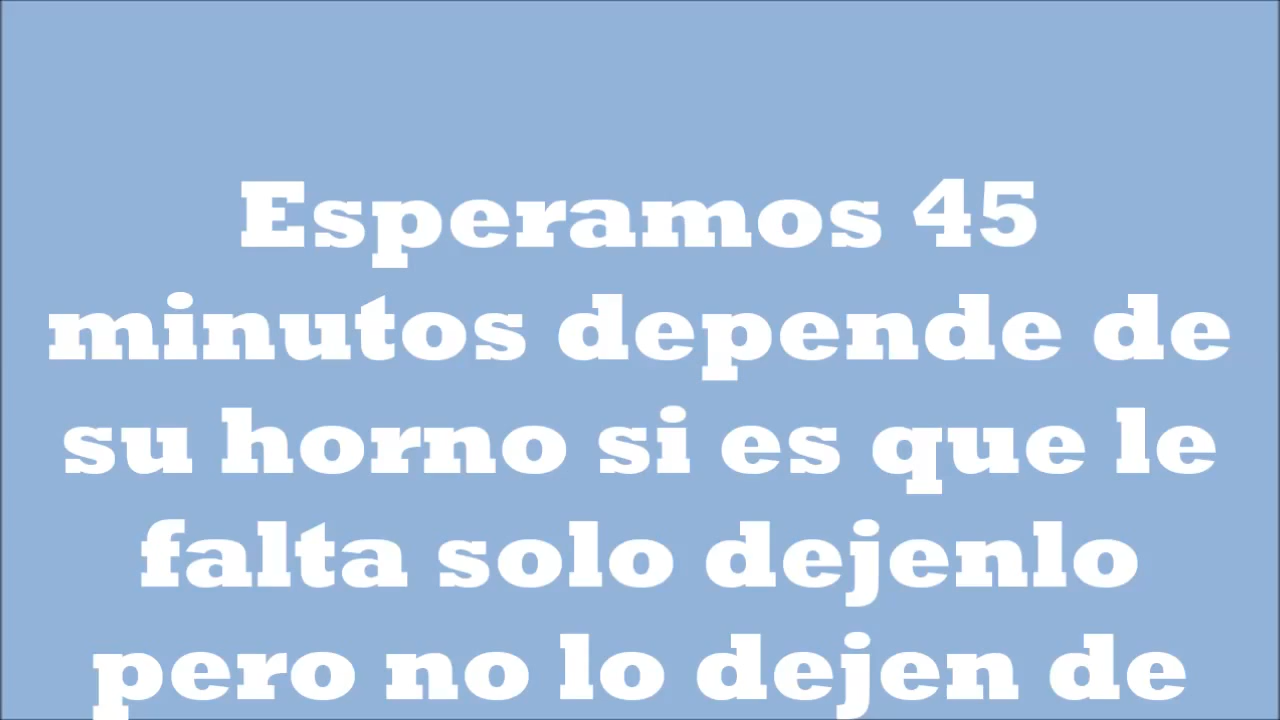 Esperamos 45
minutos depende de
su horno si es que le
falta solo dejenlo
pero no lo dejen de